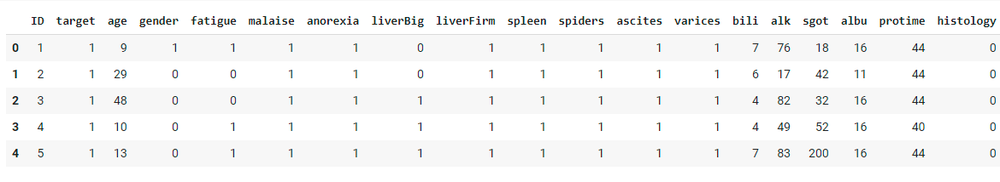 ID target age gender fatigue malaise anorexia liverBig liverFirm spleen spiders ascites varices bili alk sgot albu protime histology
0 1 1 9 1 1 1 1 0 1 1 1 1 1 7 76 18 16 44 0
1 2 1 29 0 0 1 1 0 1 1 1 1 1 6 17 42 11 44 0
2 3 1 48 0 0 1 1 1 1 1 1 1 1 4 82 32 16 44 0
3 4 1 10 0 1 1 1 1 1 1 1 1 1 4 49 52 16 40 0
4 5 1 13 0 1 1 1 1 1 1 1 1 1 7 83 200 16 44 0